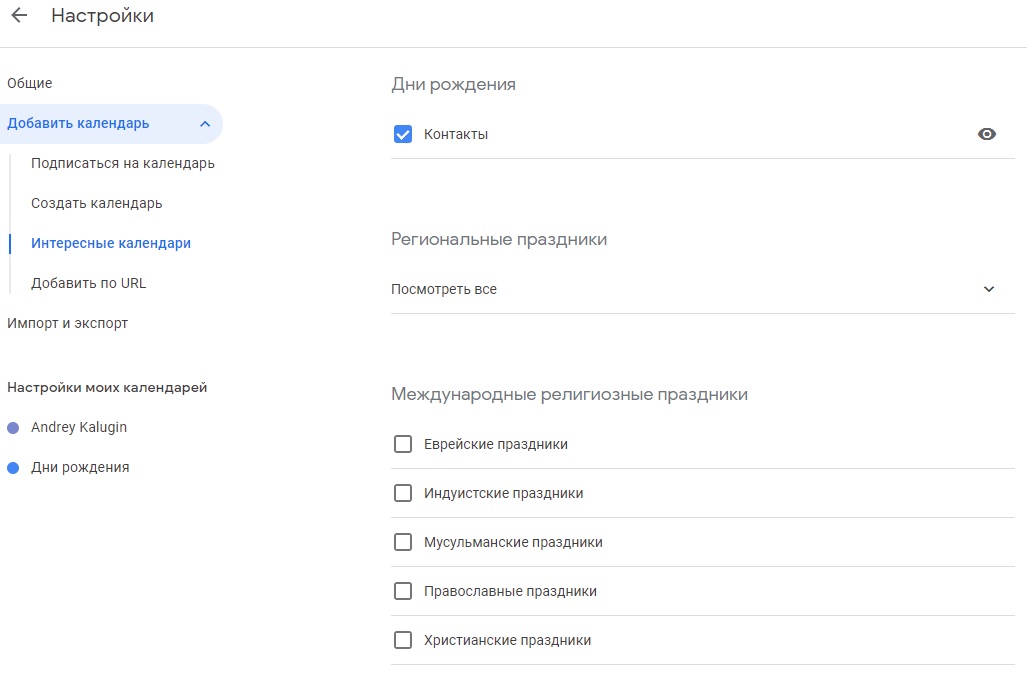 Настройки
Общие
Добавить календарь
Подписаться на календарь
Создать календарь
Интересные календари
Добавить по URL
Импорт и экспорт
Настройки моих календарей
Andrey Kalugin
Дни рождения
Дни рождения
Контакты
Региональные праздники
Посмотреть все
Международные религиозные праздники
Еврейские праздники
Индуистские праздники
Мусульманские праздники
Православные праздники
Христианские праздники